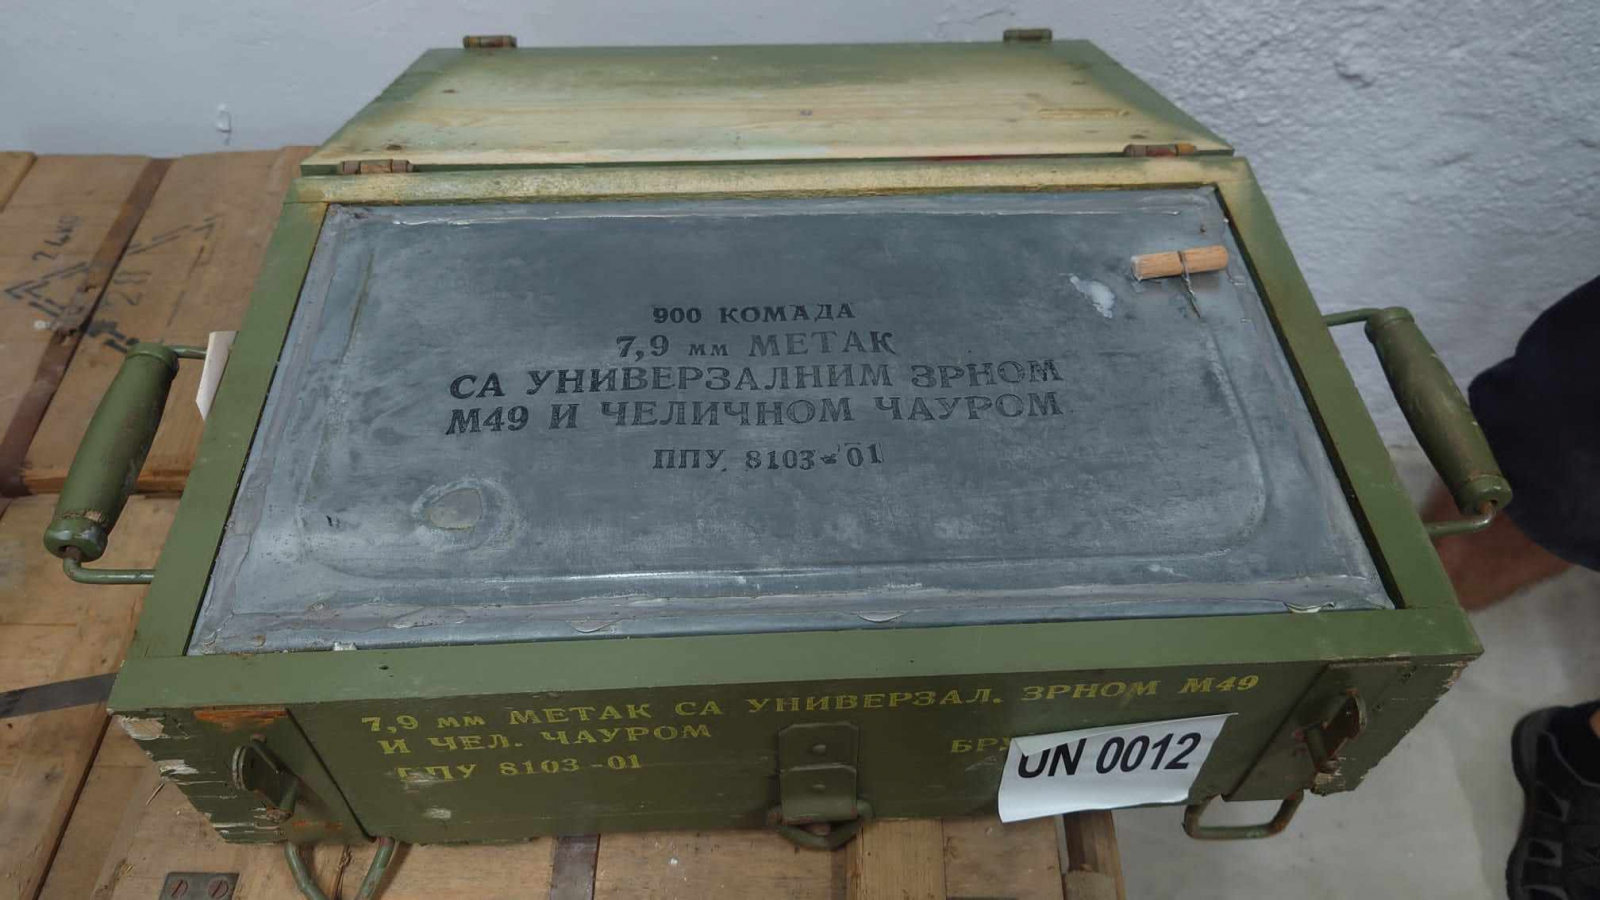 900 КОМАДА
7,9 мм МЕТАК
СА УНИВЕРЗАЛНИМ ЗРНОМ
М49 И ЧЕЛИЧНОМ ЧАУРОМ
ППУ 8103-01
7,9 мм МЕТАК СА УНИВЕРЗАЛ. ЗРНОМ М49
И ЧЕЛ. ЧАУРОМ
ППУ 8103-01
UN 0012
24KG